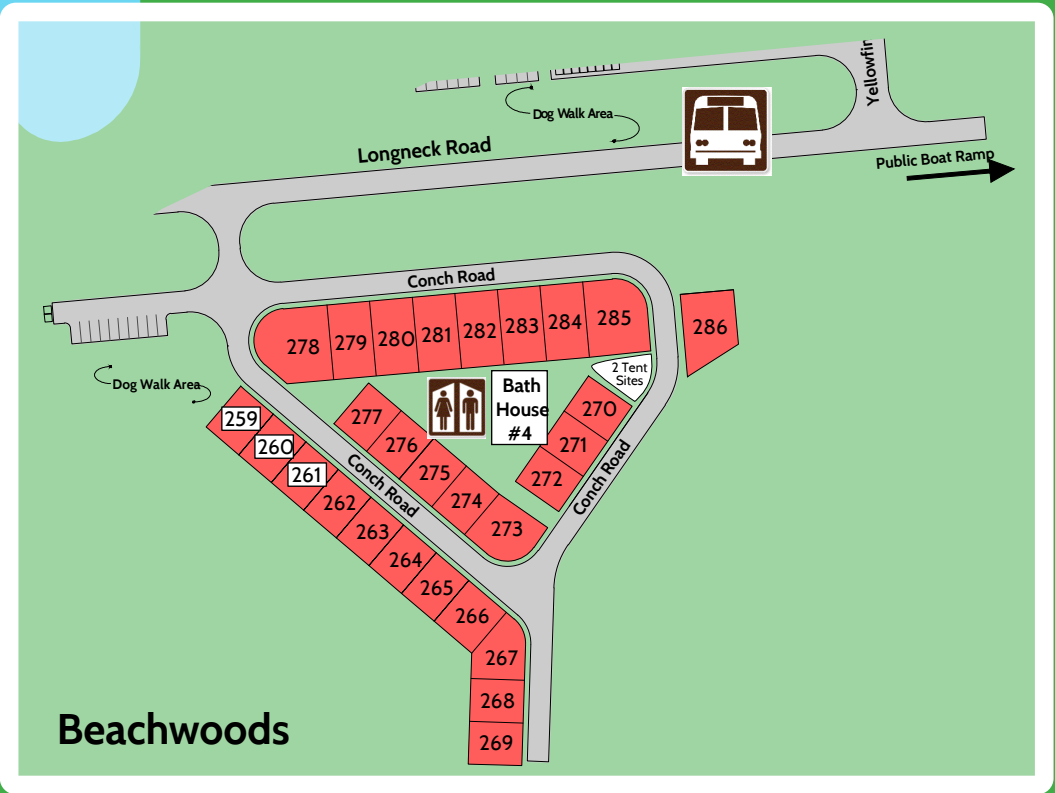 Yellowfin
Dog Walk Area
Longneck Road
Public Boat Ramp
Conch Road
278
279
280
281
282
283
284
285
286
2 Tent
Sites
Dog Walk Area
259
260
261
262
263
264
265
266
267
268
269
277
276
275
274
273
Bath
House
#4
270
271
272
Conch Road
Conch Road
Beachwoods